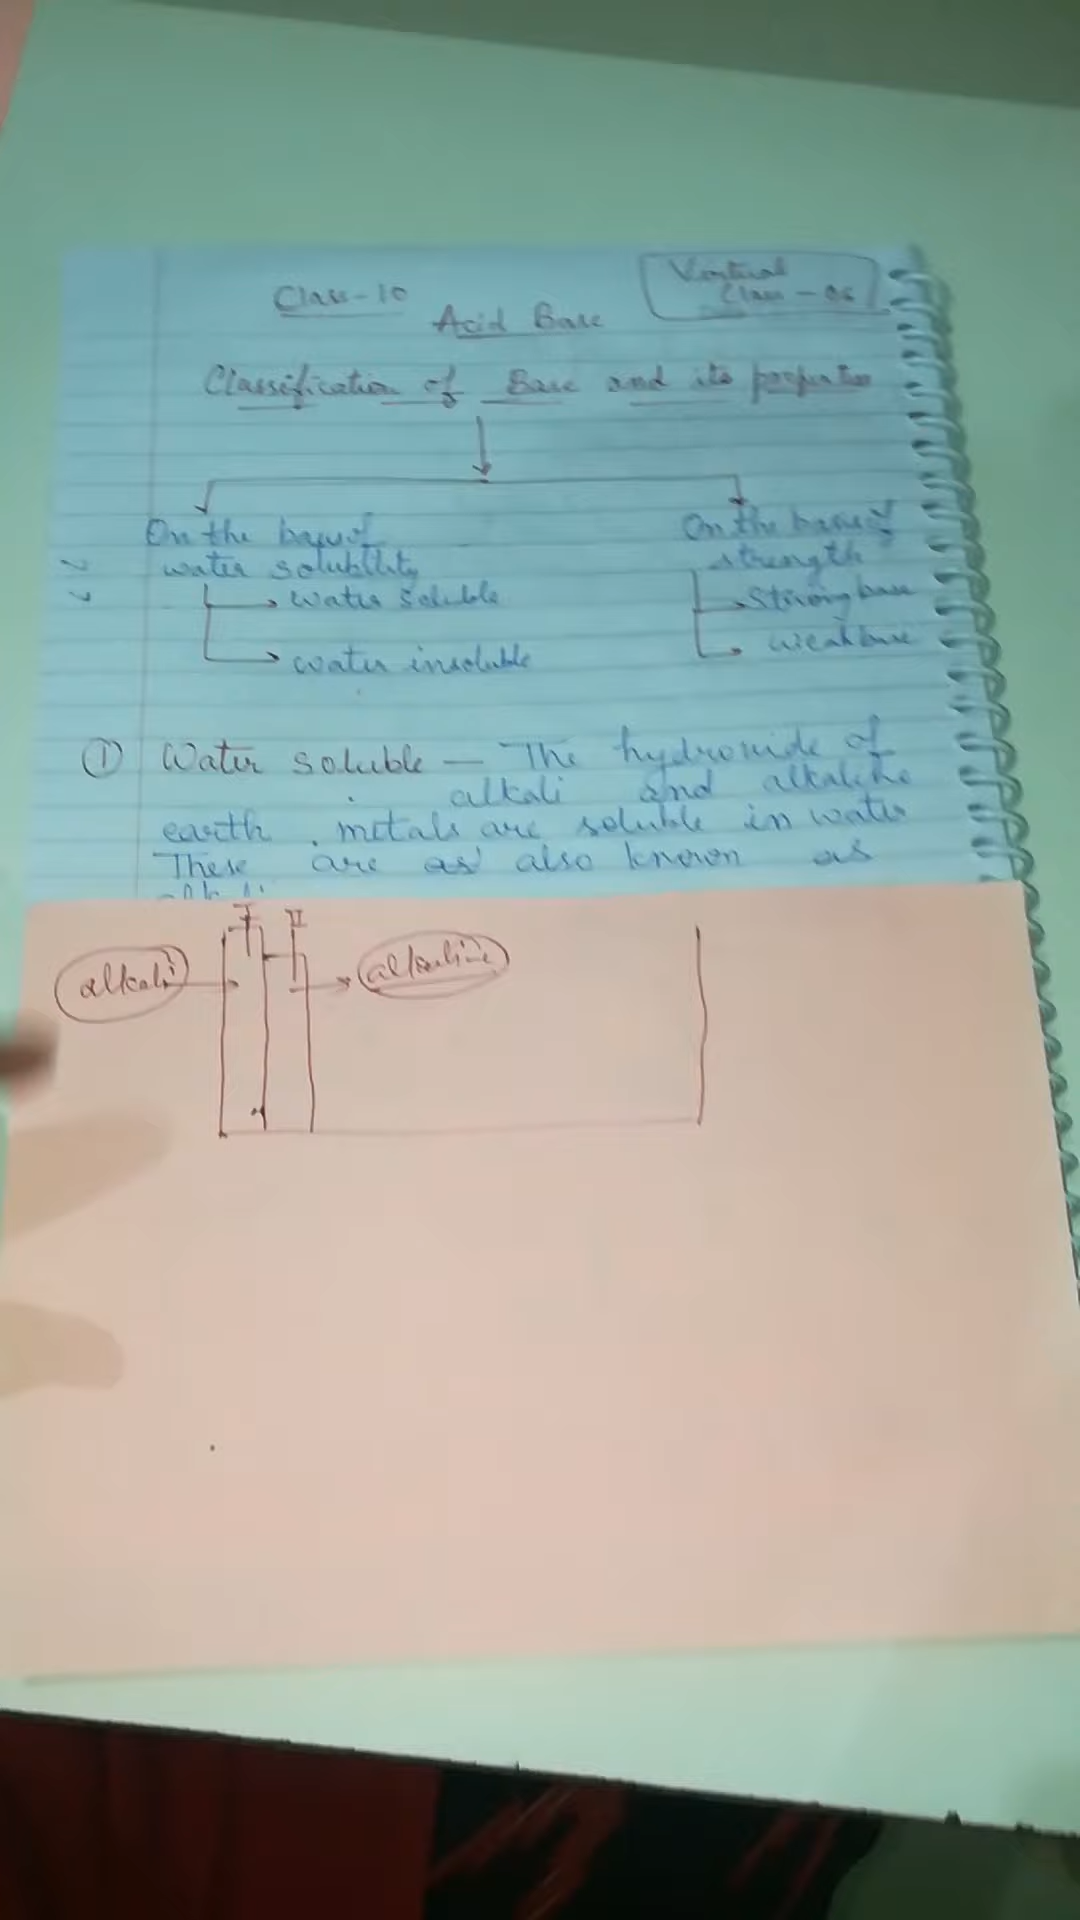 Class-10
Virtual
Class - 06
Acid Base
Classification of Base and its properties
On the basis of
water solubility
water soluble
water insoluble
On the basis of
strength
Strong base
weak base
① Water soluble — The hydroxide of
alkali and alkaline
earth metals are soluble in water
These are as also known as
I II
alkali
alkaline